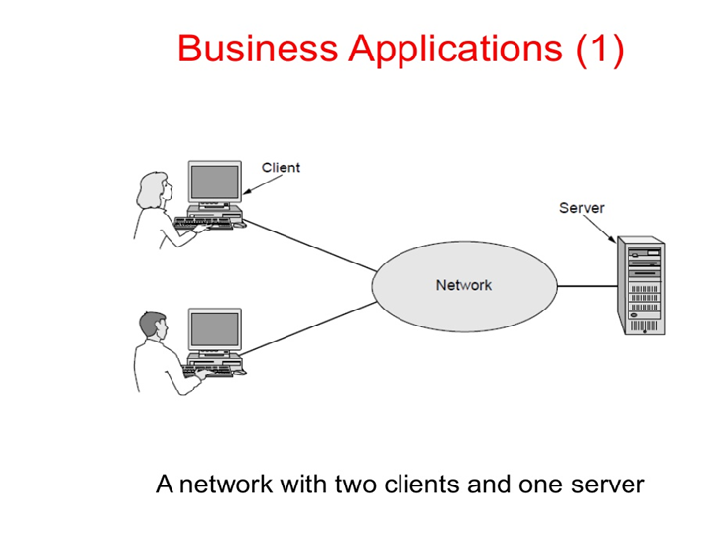 Business Applications (1)
Client
Server
Network
A network with two clients and one server